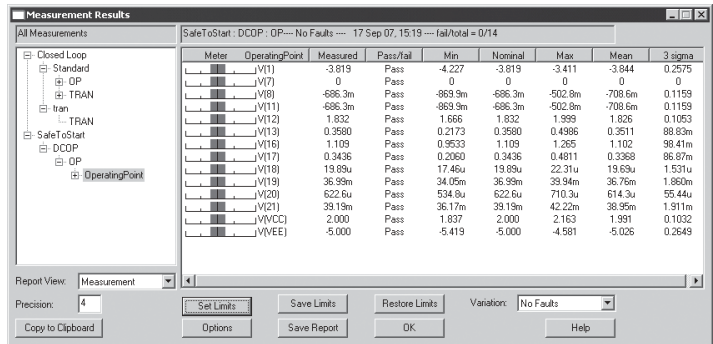 Measurement Results
All Measurements
SafeToStart : DCOP : OP---- No Faults ---- 17 Sep 07, 15:19 ---- fail/total = 0/14
Closed Loop
Standard
OP
TRAN
tran
TRAN
SafeToStart
DCOP
OP
OperatingPoint
Meter OperatingPoint Measured Pass/fail Min Nominal Max Mean 3 sigma
V(1) -3.819 Pass -4.227 -3.819 -3.411 -3.844 0.2575
V(7) 0 Pass 0 0 0 0 0
V(8) -686.3m Pass -869.9m -686.3m -502.8m -708.6m 0.1159
V(11) -686.3m Pass -869.9m -686.3m -502.8m -708.6m 0.1159
V(12) 1.832 Pass 1.666 1.832 1.999 1.826 0.1053
V(13) 0.3580 Pass 0.2173 0.3580 0.4986 0.3511 88.83m
V(16) 1.109 Pass 0.9533 1.109 1.265 1.102 98.41m
V(17) 0.3436 Pass 0.2060 0.3436 0.4811 0.3368 86.87m
V(18) 19.89u Pass 17.46u 19.89u 22.31u 19.69u 1.531u
V(19) 36.99m Pass 34.05m 36.99m 39.94m 36.76m 1.860m
V(20) 622.6u Pass 534.8u 622.6u 710.3u 614.3u 55.44u
V(21) 39.19m Pass 36.17m 39.19m 42.22m 38.95m 1.911m
V(VCC) 2.000 Pass 1.837 2.000 2.163 1.991 0.1032
V(VEE) -5.000 Pass -5.419 -5.000 -4.581 -5.026 0.2649
Report View: Measurement
Precision: 4
Set Limits Save Limits Restore Limits Variation: No Faults
Copy to Clipboard Options Save Report OK Help